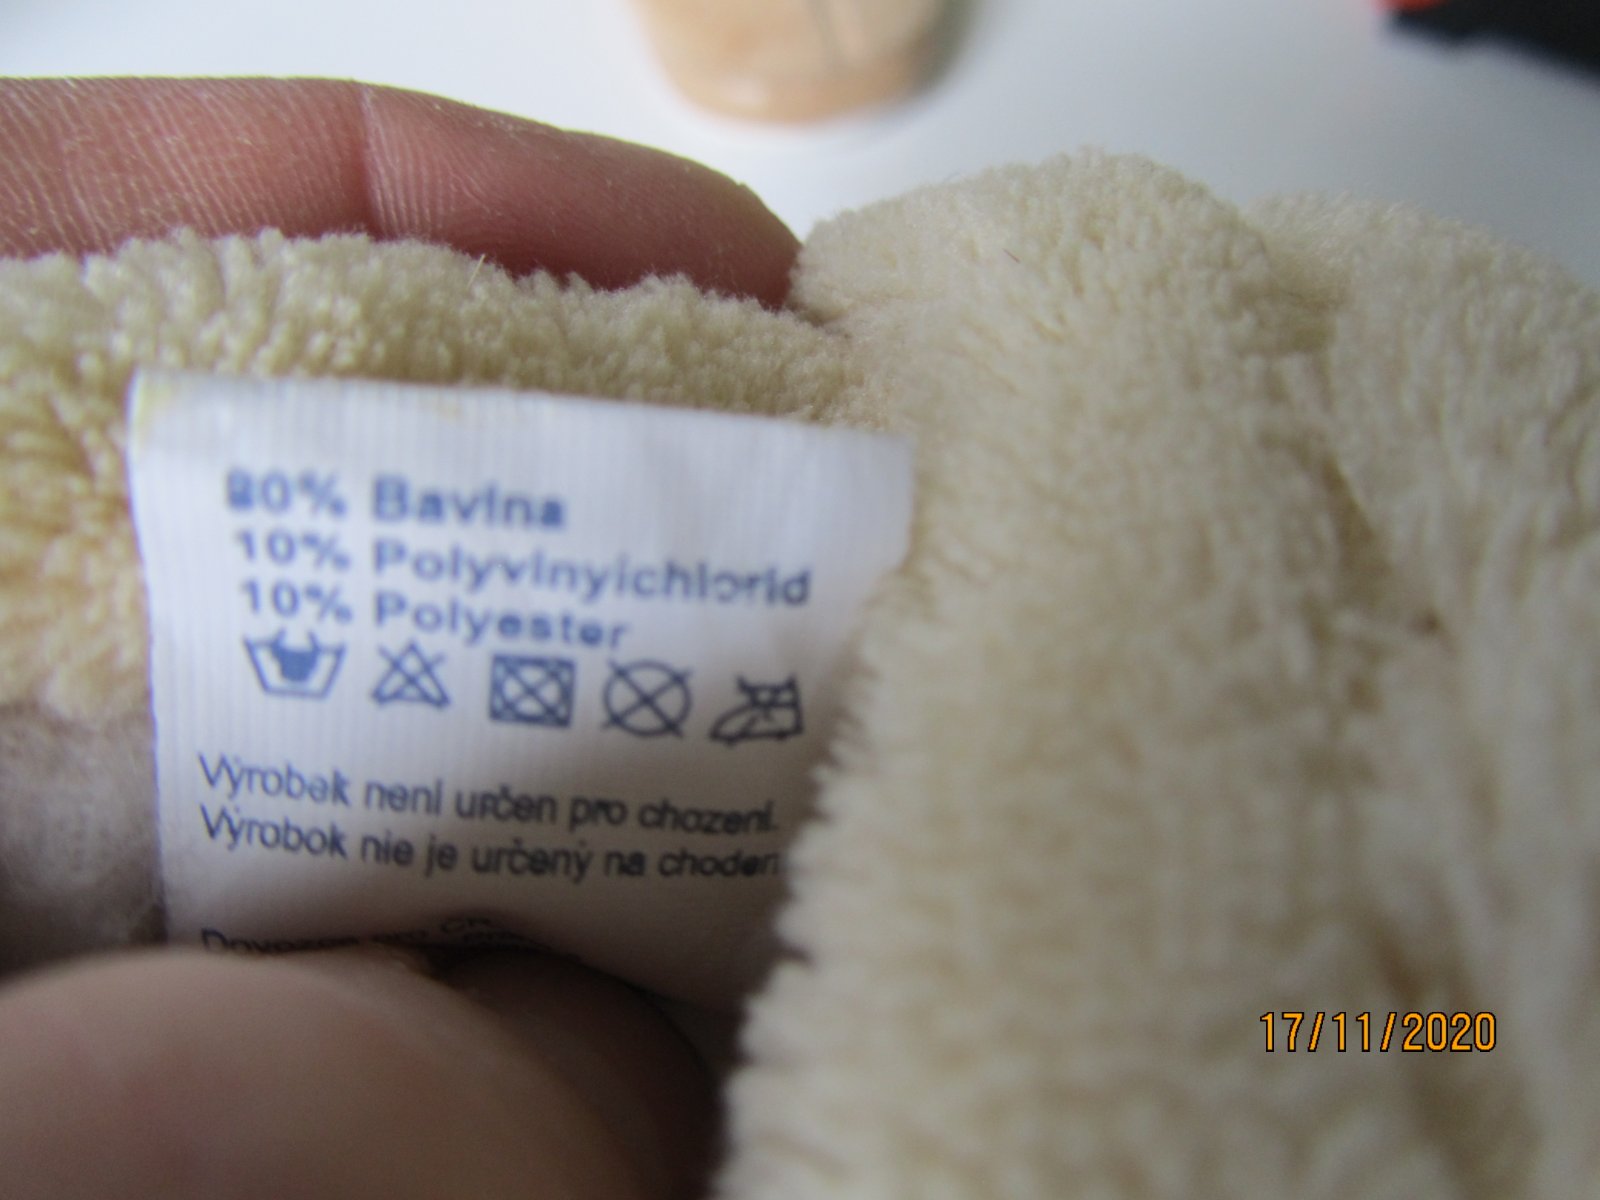 80% Bavlna
10% Polyvinylchlorid
10% Polyester
Výrobek není určen pro chození.
Výrobok nie je určený na choden
17/11/2020